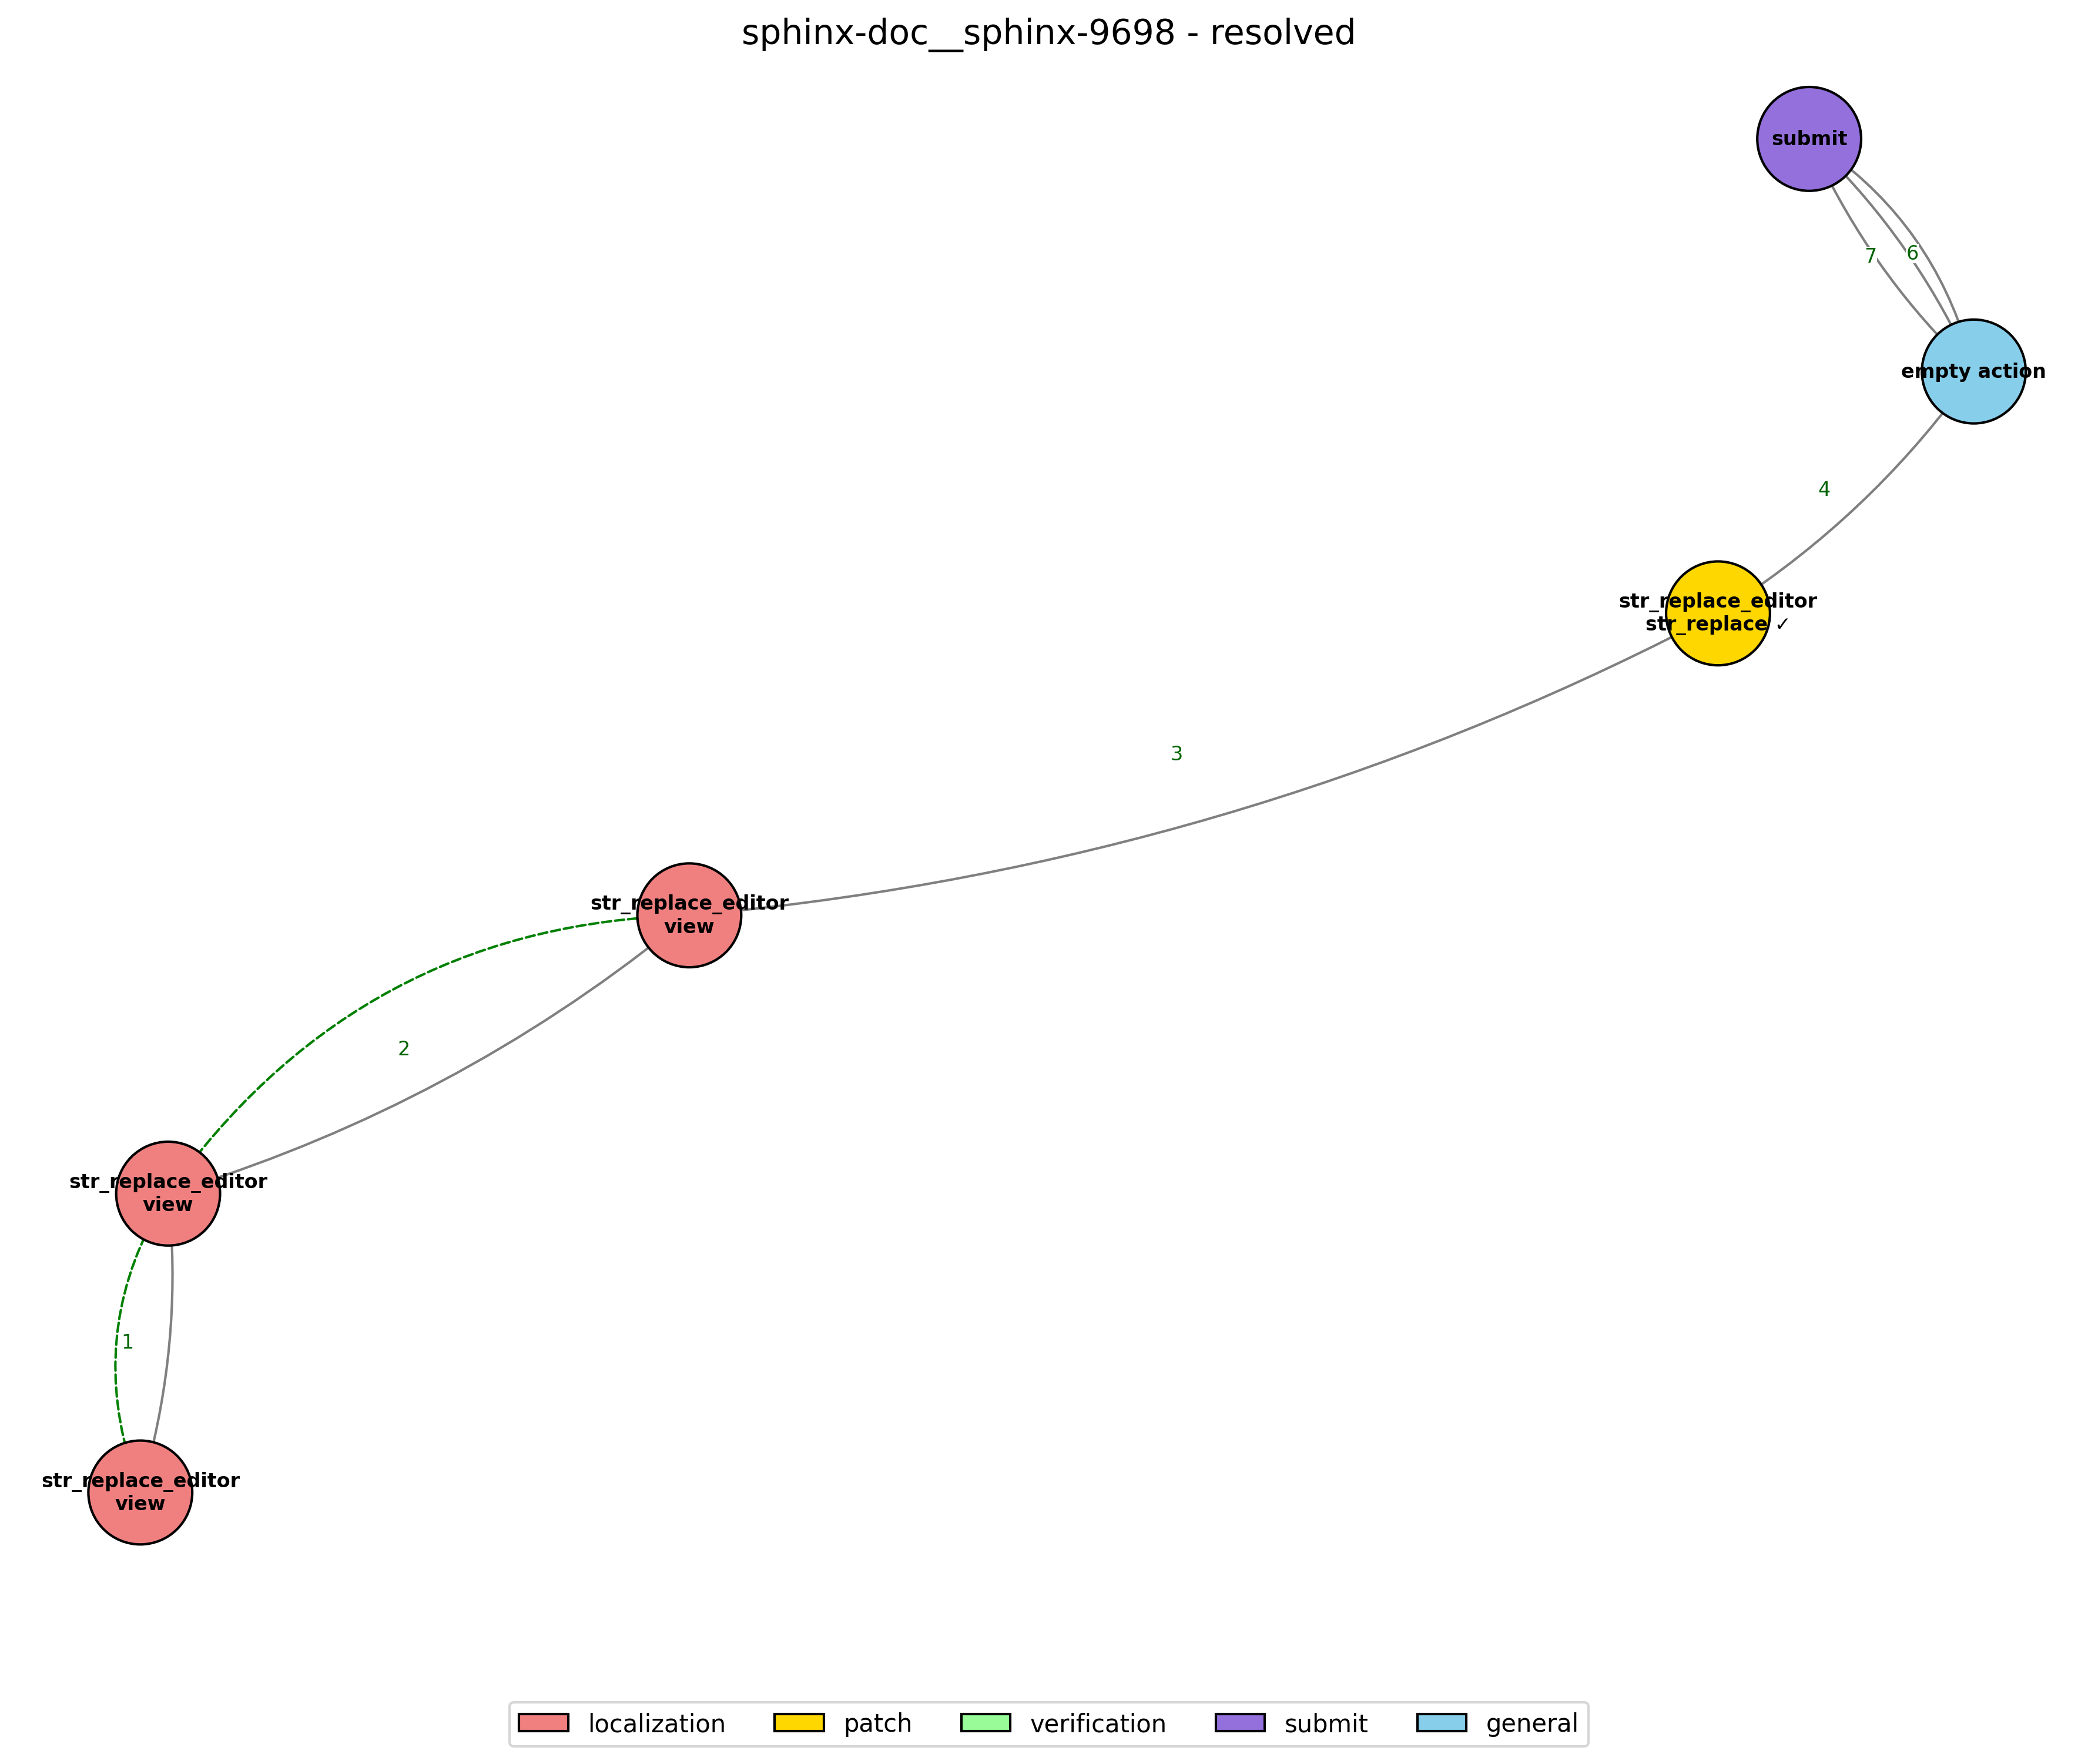 sphinx-doc__sphinx-9698 - resolved
submit
7
6
empty action
4
str_replace_editor
str_replace ✓
3
str_replace_editor
view
2
str_replace_editor
view
1
str_replace_editor
view
localization
patch
verification
submit
general